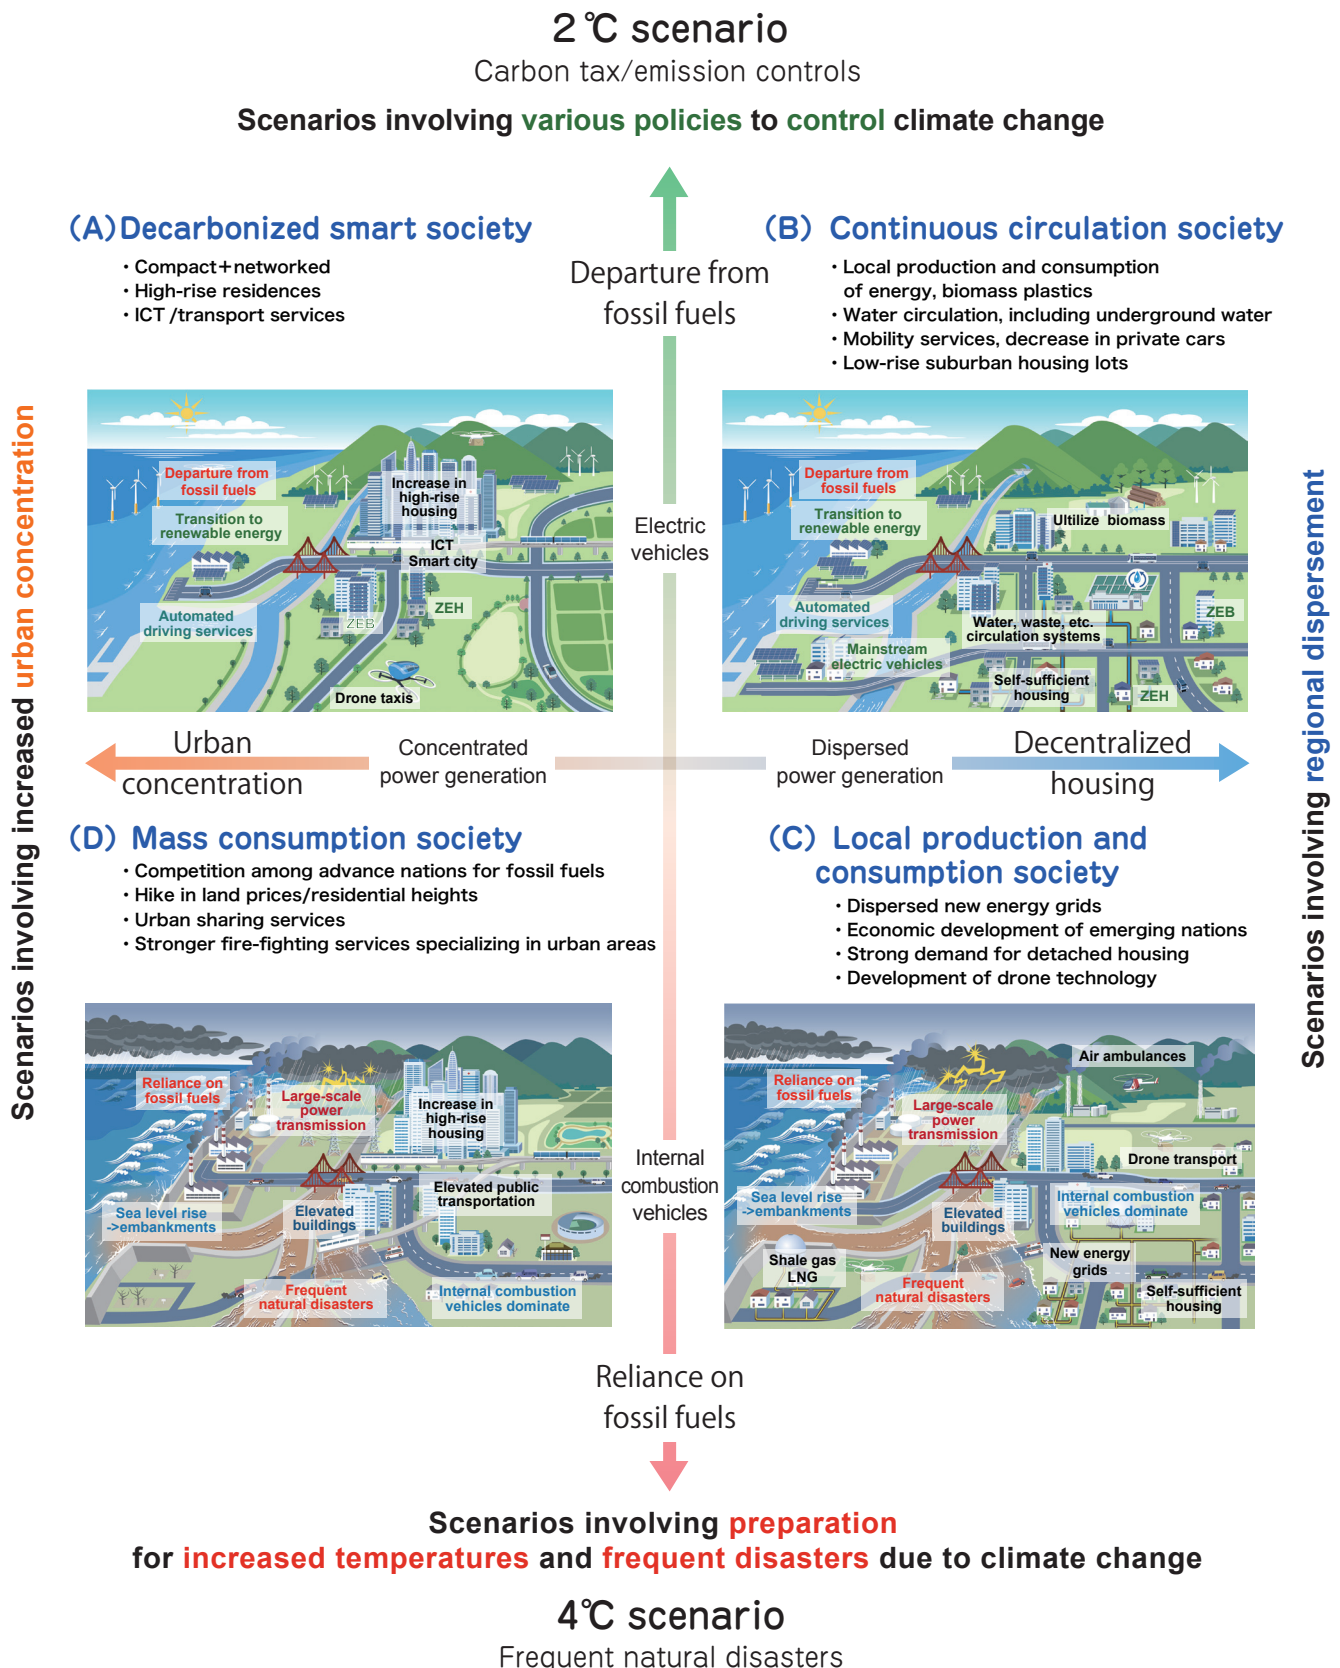 2℃ scenario
Carbon tax/emission controls
Scenarios involving various policies to control climate change
(A) Decarbonized smart society
・Compact+networked
・High-rise residences
・ICT /transport services
Departure from
fossil fuels
(B) Continuous circulation society
・Local production and consumption
of energy, biomass plastics
・Water circulation, including underground water
・Mobility services, decrease in private cars
・Low-rise suburban housing lots
Scenarios involving increased urban concentration
Departure from
fossil fuels
Transition to
renewable energy
Increase in
high-rise
housing
ICT
Smart city
Automated
driving services
ZEB
ZEH
Drone taxis
Electric
vehicles
Departure from
fossil fuels
Transition to
renewable energy
Ultilize biomass
Automated
driving services
Water, waste, etc.
circulation systems
ZEB
Mainstream
electric vehicles
Self-sufficient
housing
ZEH
Scenarios involving regional dispersement
Urban
concentration
Concentrated
power generation
Dispersed
power generation
Decentralized
housing
(D) Mass consumption society
・Competition among advance nations for fossil fuels
・Hike in land prices/residential heights
・Urban sharing services
・Stronger fire-fighting services specializing in urban areas
(C) Local production and
consumption society
・Dispersed new energy grids
・Economic development of emerging nations
・Strong demand for detached housing
・Development of drone technology
Reliance on
fossil fuels
Large-scale
power
transmission
Increase in
high-rise
housing
Elevated public
transportation
Sea level rise
->embankments
Elevated
buildings
Frequent
natural disasters
Internal combustion
vehicles dominate
Internal
combustion
vehicles
Air ambulances
Reliance on
fossil fuels
Large-scale
power
transmission
Drone transport
Sea level rise
->embankments
Elevated
buildings
Internal combustion
vehicles dominate
Shale gas
LNG
New energy
grids
Frequent
natural disasters
Self-sufficient
housing
Reliance on
fossil fuels
Scenarios involving preparation
for increased temperatures and frequent disasters due to climate change
4℃ scenario
Frequent natural disasters